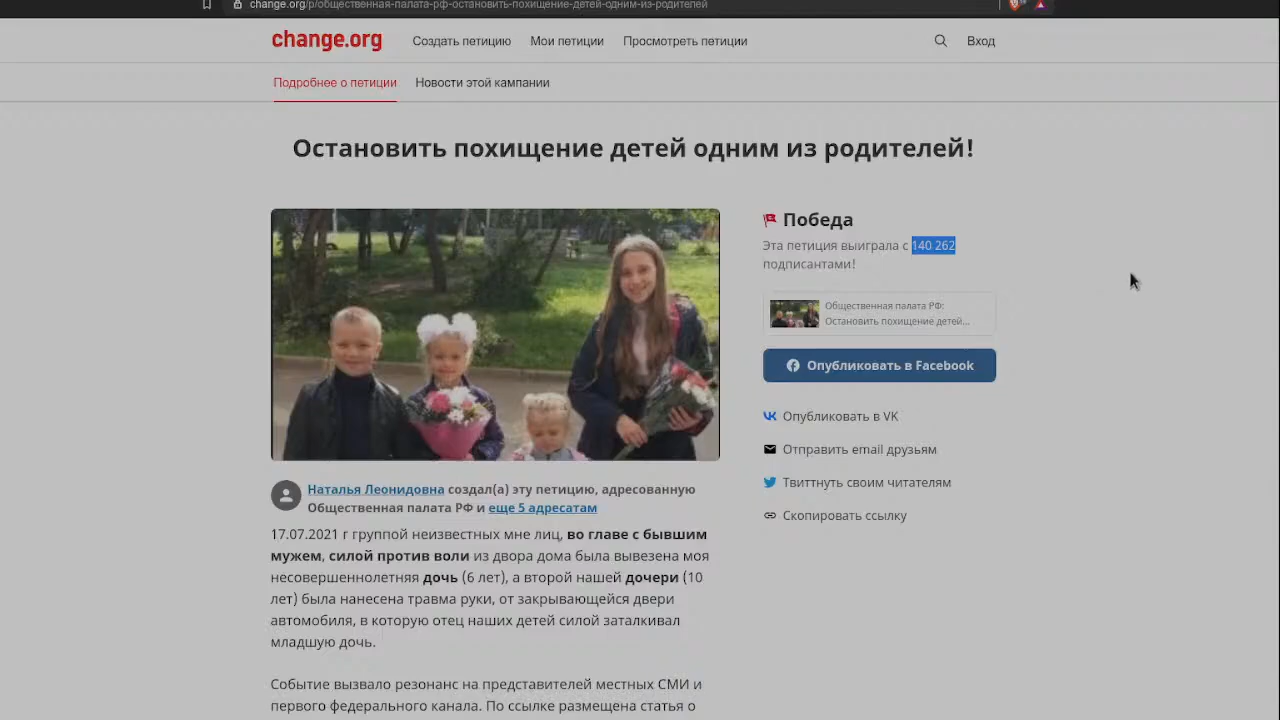 change.org/p/общественная-палата-рф-остановить-похищение-детей-одним-из-родителей
change.org
Создать петицию
Мои петиции
Просмотреть петиции
Вход
Подробнее о петиции
Новости этой кампании
Остановить похищение детей одним из родителей!
Победа
Эта петиция выиграла с 140 262
подписантами!
Общественная палата РФ:
Остановить похищение детей...
Опубликовать в Facebook
Опубликовать в VK
Отправить email друзьям
Твиттнуть своим читателям
Скопировать ссылку
Наталья Леонидовна создал(а) эту петицию, адресованную
Общественная палата РФ и еще 5 адресатам
17.07.2021 г группой неизвестных мне лиц, во главе с бывшим
мужем, силой против воли из двора дома была вывезена моя
несовершеннолетняя дочь (6 лет), а второй нашей дочери (10
лет) была нанесена травма руки, от закрывающейся двери
автомобиля, в которую отец наших детей силой заталкивал
младшую дочь.
Событие вызвало резонанс на представителей местных СМИ и
первого федерального канала. По ссылке размещена статья о